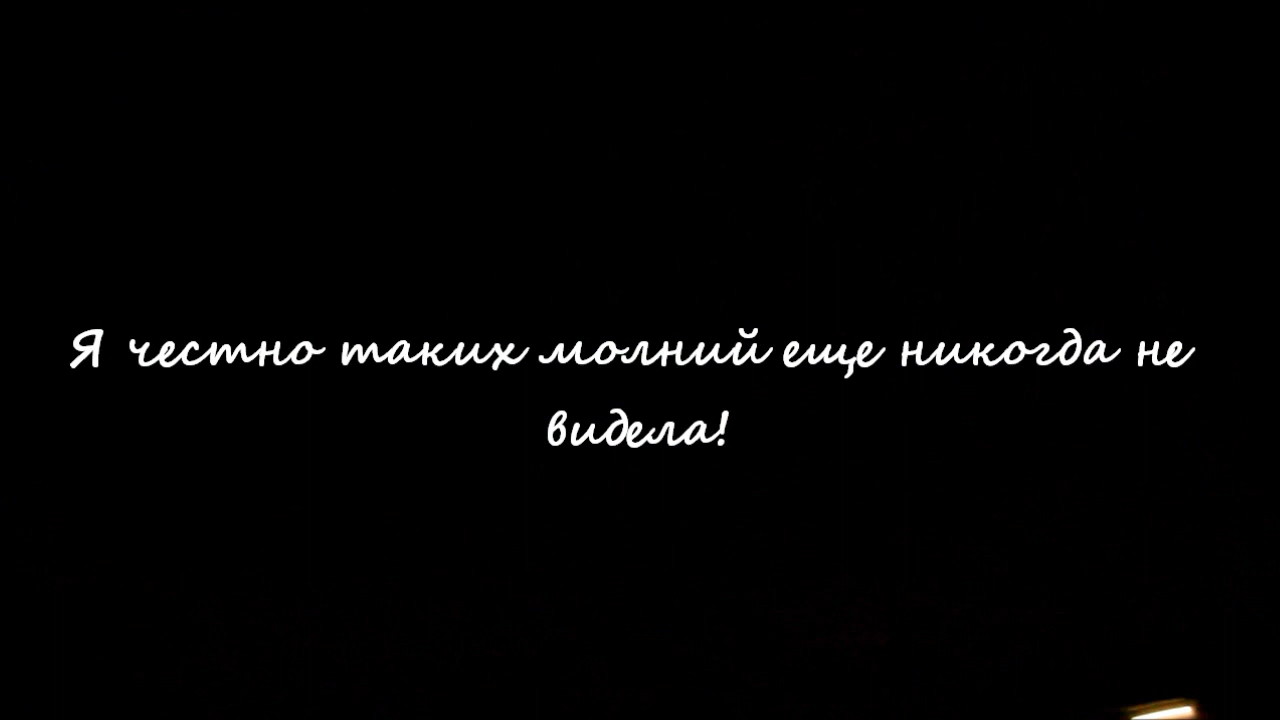 Я честно таких молний еще никогда не
видела!